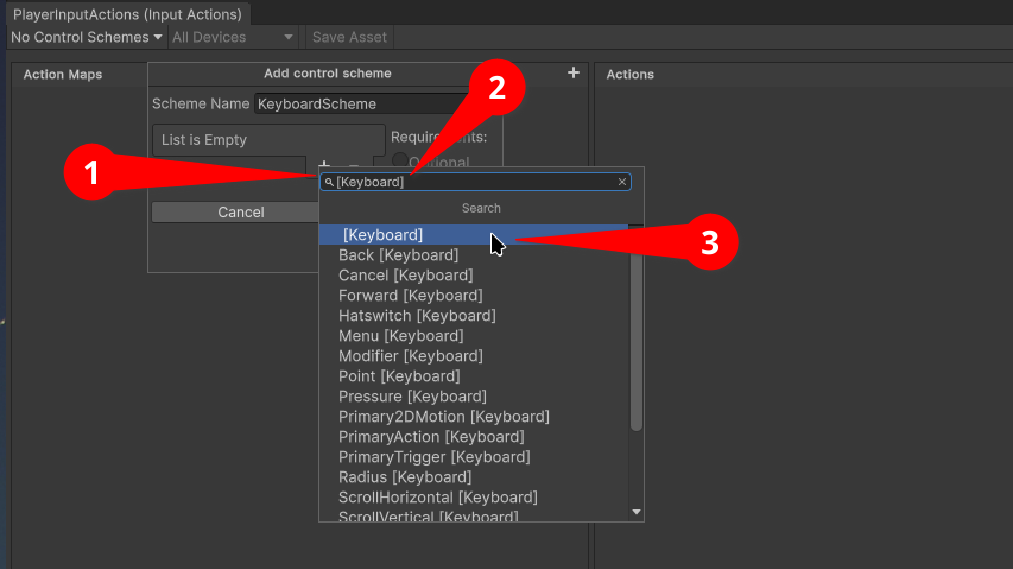 PlayerInputActions (Input Actions)
No Control Schemes All Devices Save Asset
Action Maps
Add control scheme
+
Actions
Scheme Name KeyboardScheme
List is Empty
Requirements:
Optional
1
2
3
[Keyboard]
Search
[Keyboard]
Back [Keyboard]
Cancel [Keyboard]
Forward [Keyboard]
Hatswitch [Keyboard]
Menu [Keyboard]
Modifier [Keyboard]
Point [Keyboard]
Pressure [Keyboard]
Primary2DMotion [Keyboard]
PrimaryAction [Keyboard]
PrimaryTrigger [Keyboard]
Radius [Keyboard]
ScrollHorizontal [Keyboard]
ScrollVertical [Keyboard]
Cancel